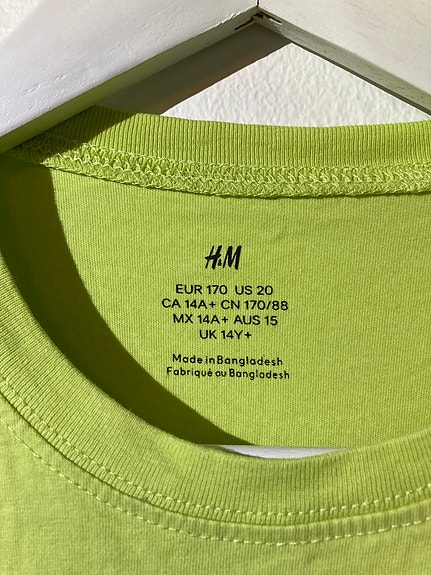 H&M
EUR 170 US 20
CA 14A+ CN 170/88
MX 14A+ AUS 15
UK 14Y+
Made in Bangladesh
Fabriqué au Bangladesh